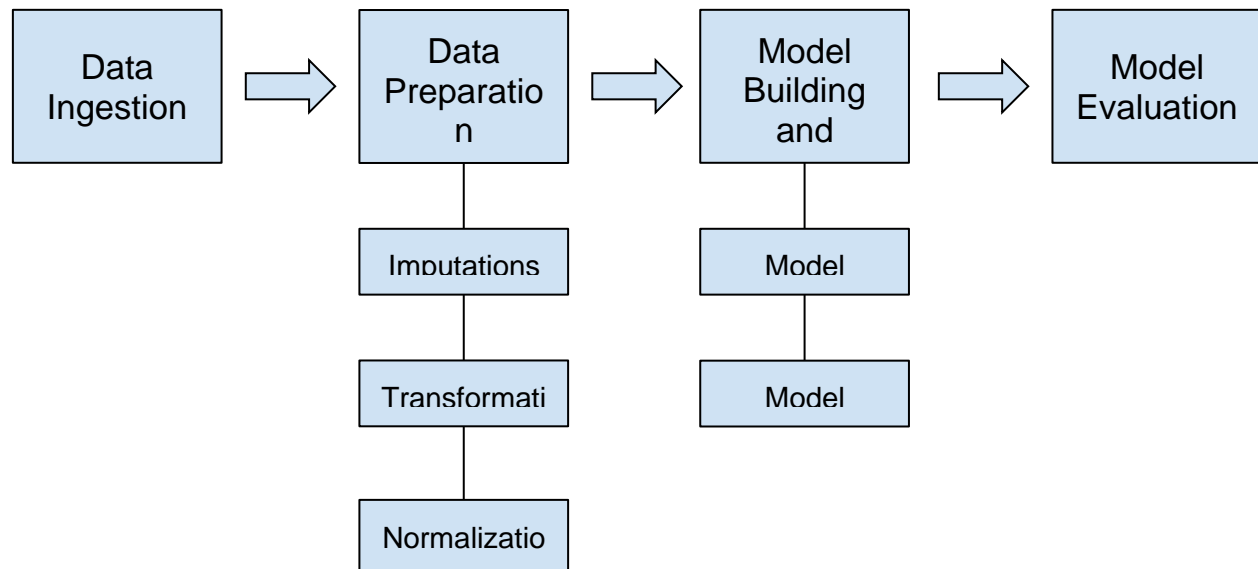 Data
Ingestion
Data
Preparatio
n
Model
Building
and
Model
Evaluation
Imputations
Model
Transformati
Model
Normalizatio